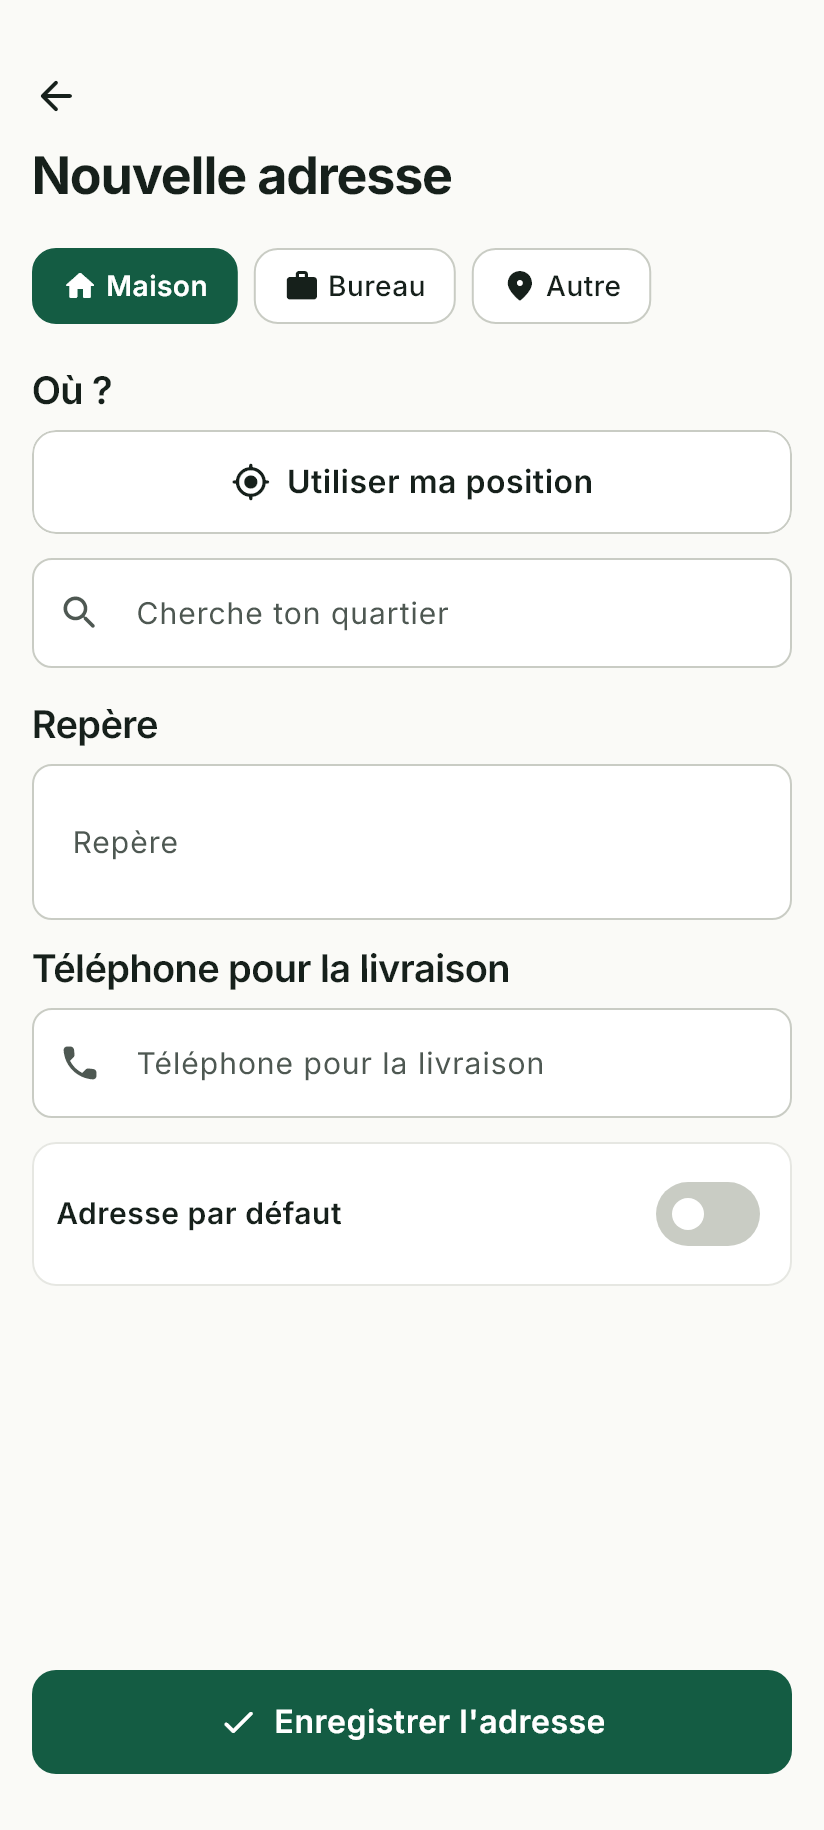 Nouvelle adresse
Maison
Bureau
Autre
Où ?
Utiliser ma position
Cherche ton quartier
Repère
Repère
Téléphone pour la livraison
Téléphone pour la livraison
Adresse par défaut
Enregistrer l'adresse